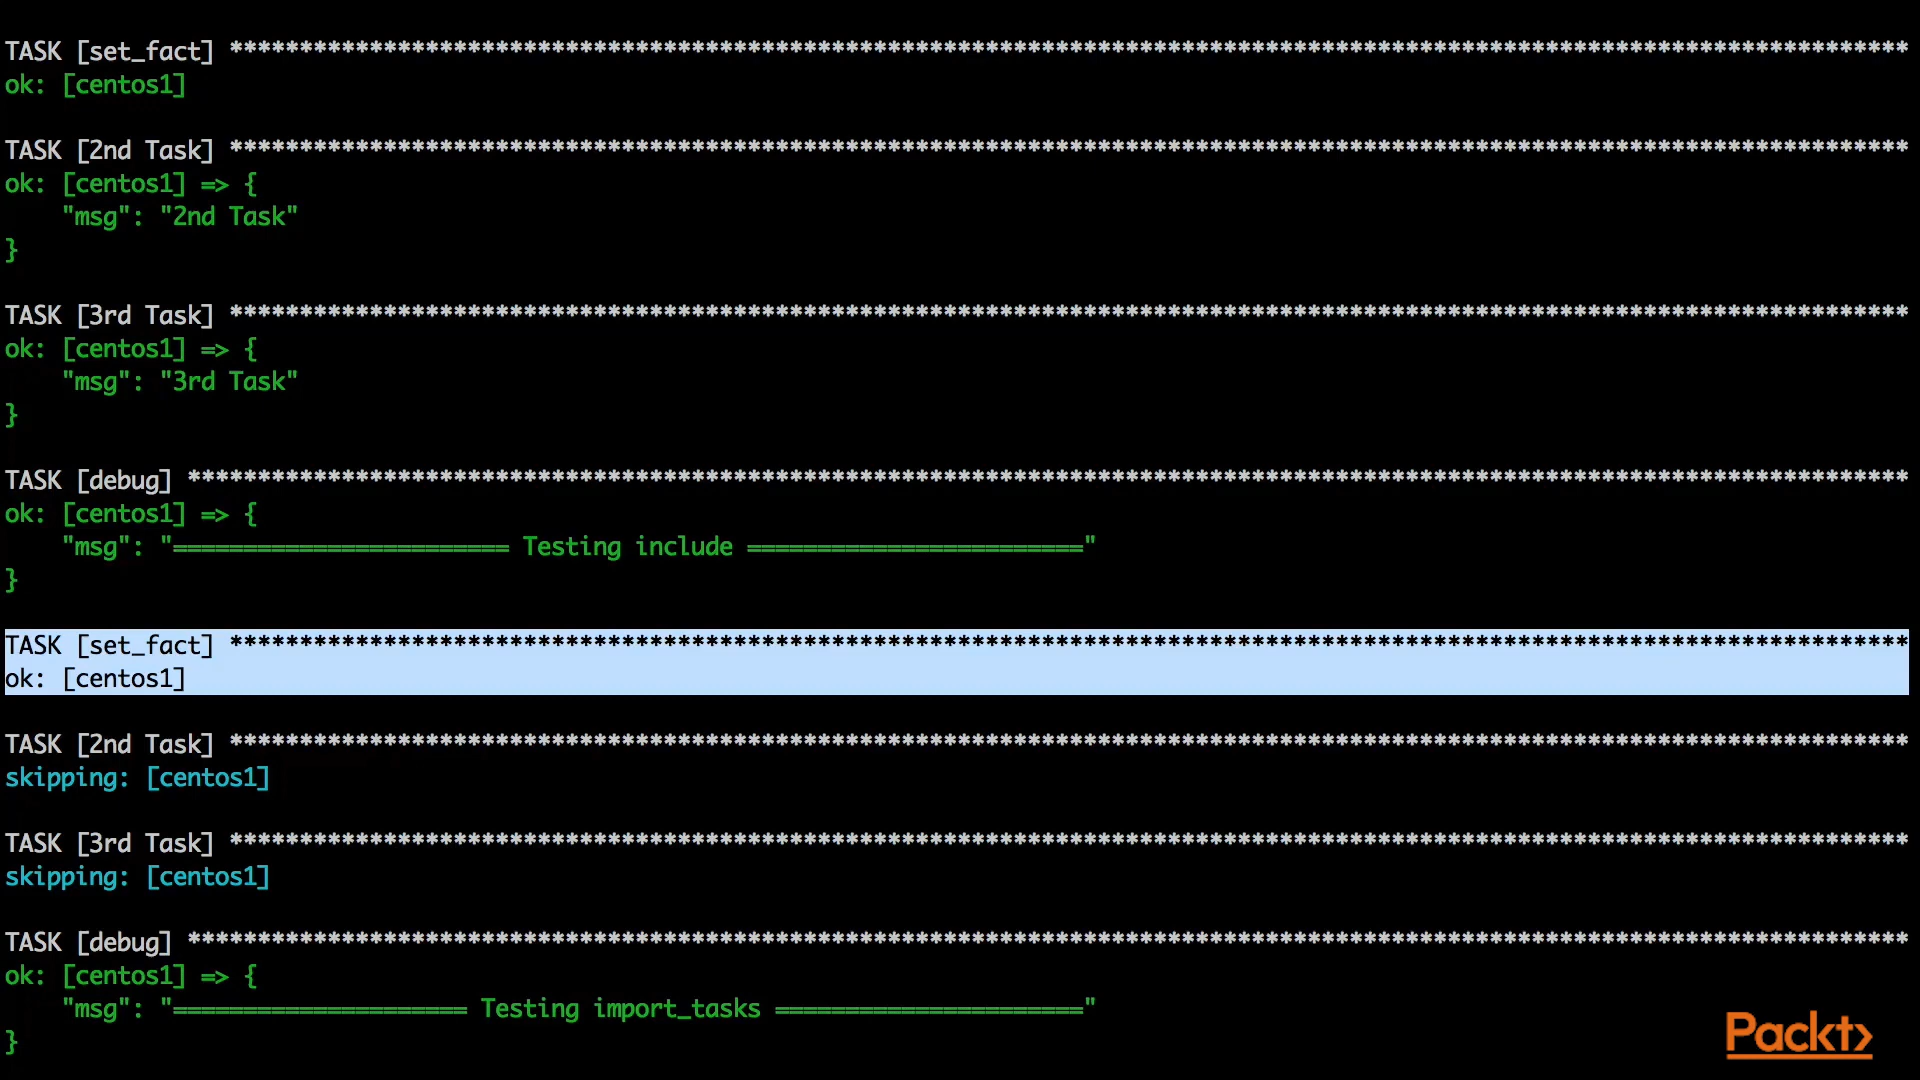 TASK [set_fact] ************************************************************************************************************************
ok: [centos1]
TASK [2nd Task] ************************************************************************************************************************
ok: [centos1] => {
"msg": "2nd Task"
}
TASK [3rd Task] ************************************************************************************************************************
ok: [centos1] => {
"msg": "3rd Task"
}
TASK [debug] ***************************************************************************************************************************
ok: [centos1] => {
"msg": "======================== Testing include ========================"
}
TASK [set_fact] ************************************************************************************************************************
ok: [centos1]
TASK [2nd Task] ************************************************************************************************************************
skipping: [centos1]
TASK [3rd Task] ************************************************************************************************************************
skipping: [centos1]
TASK [debug] ***************************************************************************************************************************
ok: [centos1] => {
"msg": "===================== Testing import_tasks ======================"
}
Packt>